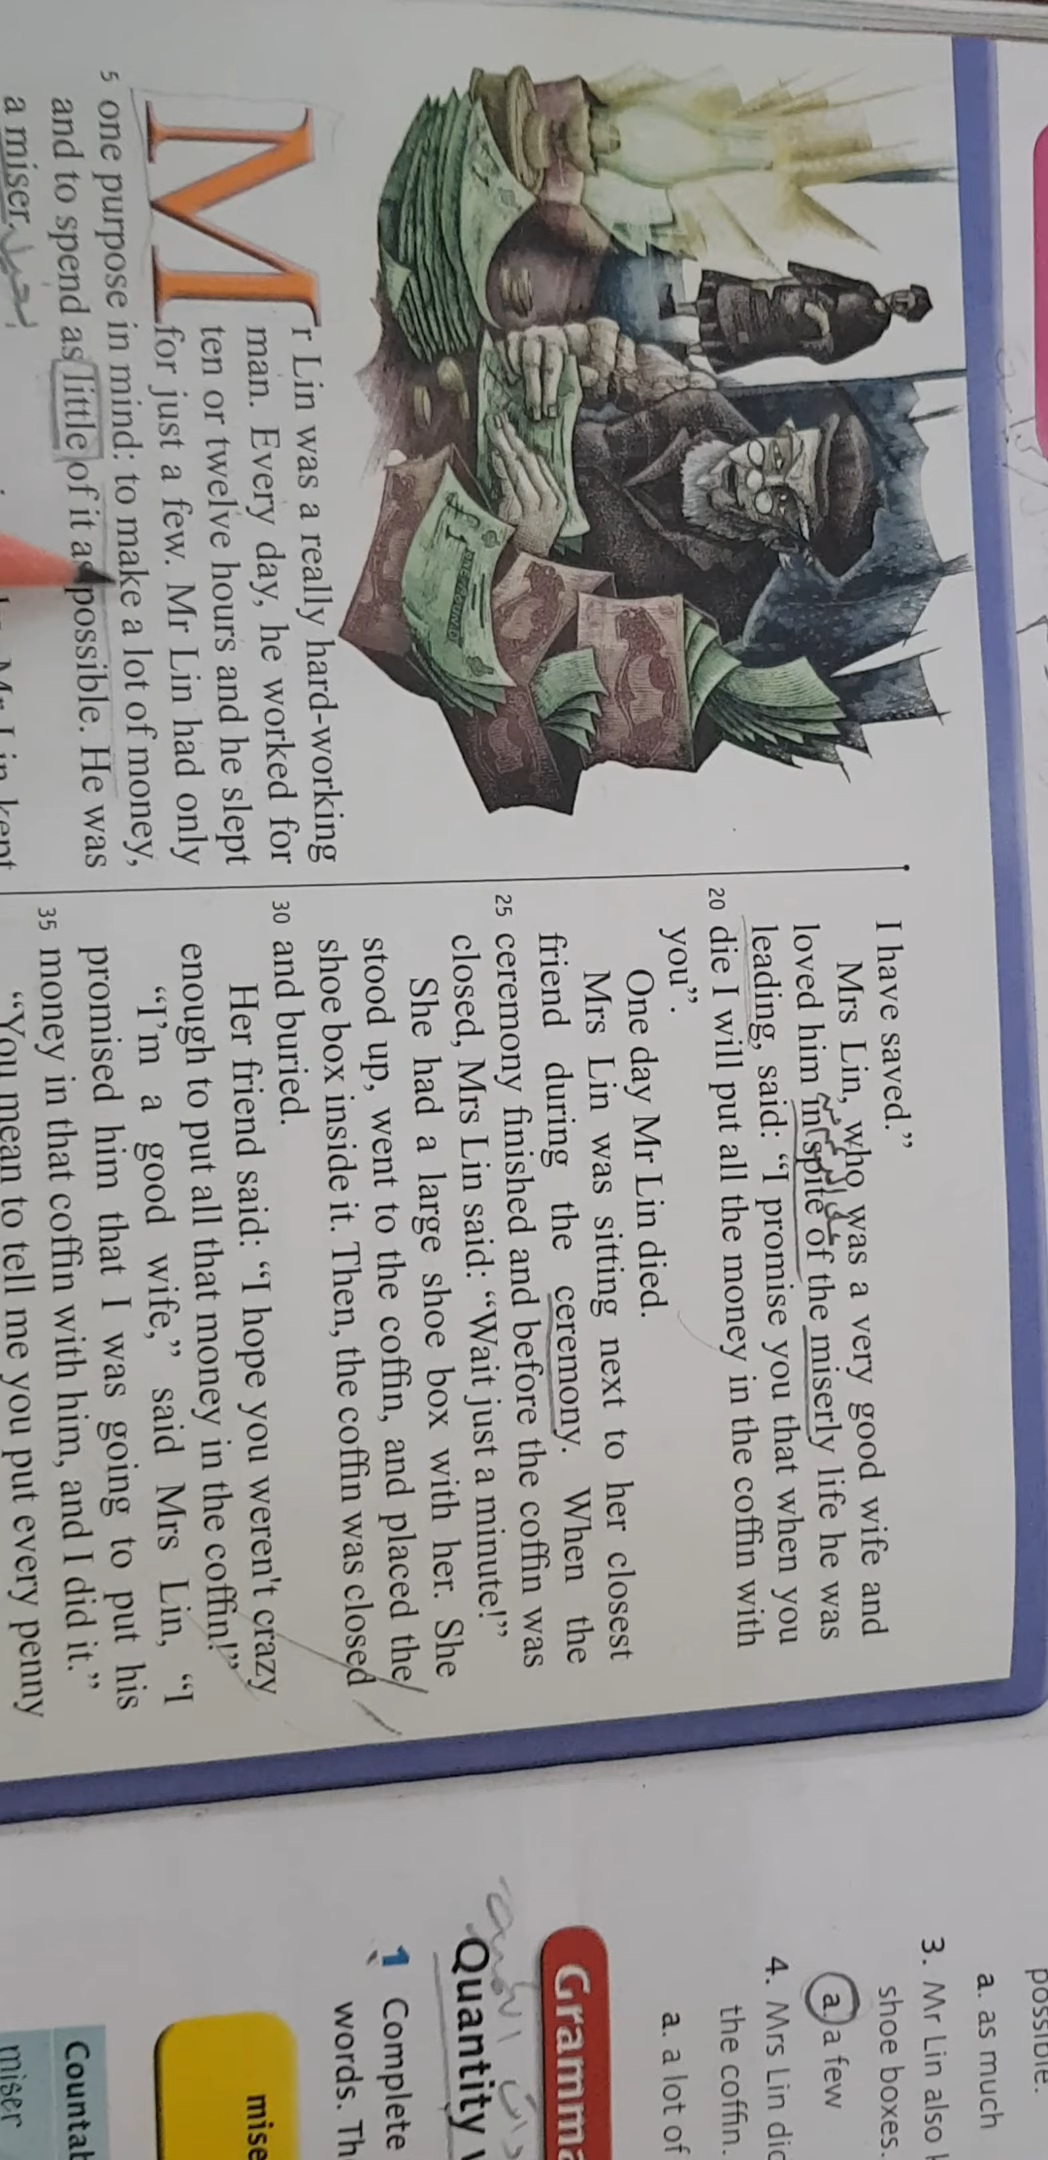 Mr Lin was a really hard-working
man. Every day, he worked for
ten or twelve hours and he slept
for just a few. Mr Lin had only
5 one purpose in mind: to make a lot of money,
and to spend as little of it as possible. He was
a miser.
Mr Lin kept
I have saved.”
Mrs Lin, who was a very good wife and
loved him in spite of the miserly life he was
leading, said: “I promise you that when you
20 die I will put all the money in the coffin with
you”.
One day Mr Lin died.
Mrs Lin was sitting next to her closest
friend during the ceremony. When the
25 ceremony finished and before the coffin was
closed, Mrs Lin said: “Wait just a minute!”
She had a large shoe box with her. She
stood up, went to the coffin, and placed the
shoe box inside it. Then, the coffin was closed
30 and buried.
Her friend said: “I hope you weren't crazy
enough to put all that money in the coffin!”
“I'm a good wife,” said Mrs Lin, “I
promised him that I was going to put his
35 money in that coffin with him, and I did it.”
“You mean to tell me you put every penny
possible.
a. as much
3. Mr Lin also
shoe boxes.
a. a few
4. Mrs Lin di
the coffin.
a. a lot of
Gramma
Quantity
1 Complete
words. Th
mise
Countab
miser